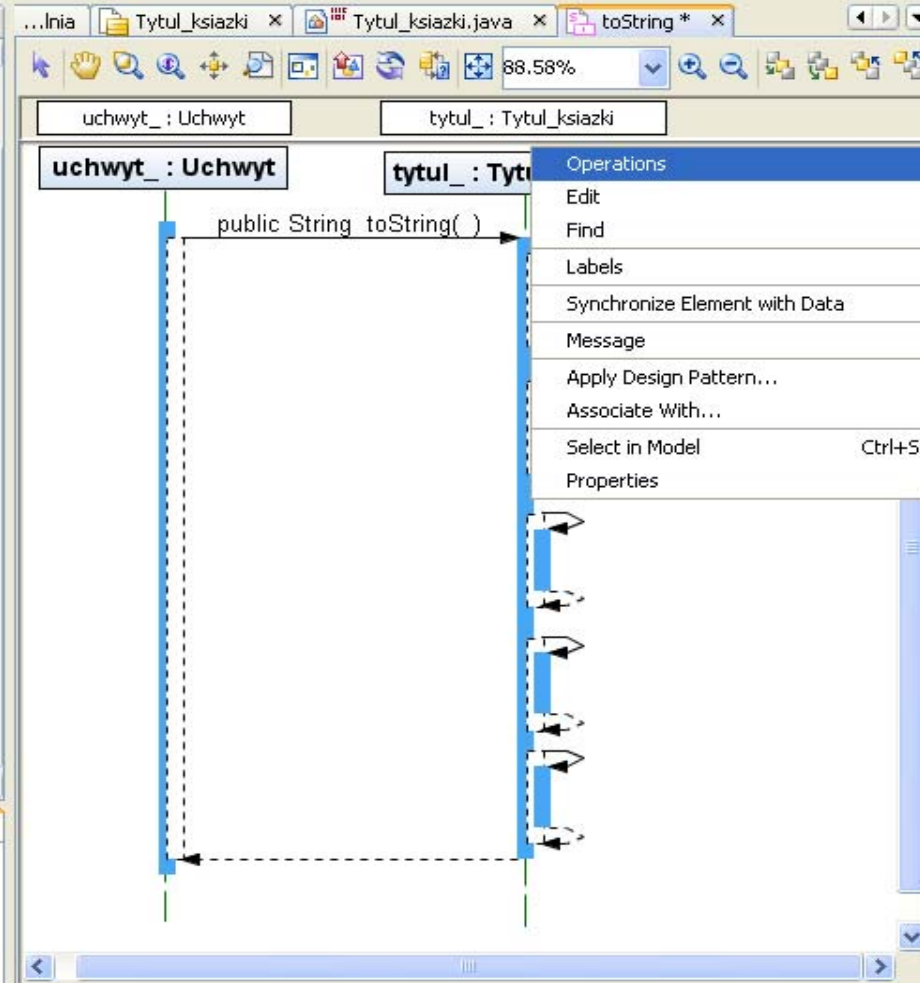 ...lnia Tytul_ksiazki × Tytul_ksiazki.java × toString * ×
88.58%
uchwyt_ : Uchwyt tytul_ : Tytul_ksiazki
uchwyt_ : Uchwyt tytul_ : Tytu
public String toString( )
Operations
Edit
Find
Labels
Synchronize Element with Data
Message
Apply Design Pattern...
Associate With...
Select in Model Ctrl+S
Properties